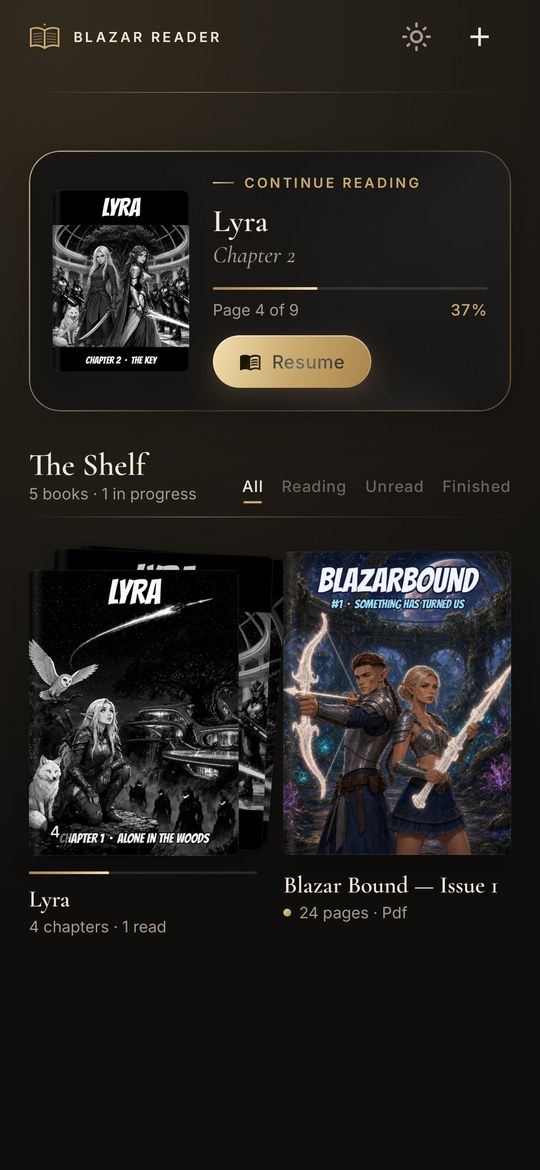 BLAZAR READER
LYRA
CHAPTER 2 · THE KEY
CONTINUE READING
Lyra
Chapter 2
Page 4 of 9
37%
Resume
The Shelf
5 books · 1 in progress
All
Reading
Unread
Finished
LYRA
LYRA
4
CHAPTER 1 · ALONE IN THE WOODS
Lyra
4 chapters · 1 read
BLAZARBOUND
#1 · SOMETHING HAS TURNED US
Blazar Bound — Issue 1
24 pages · Pdf